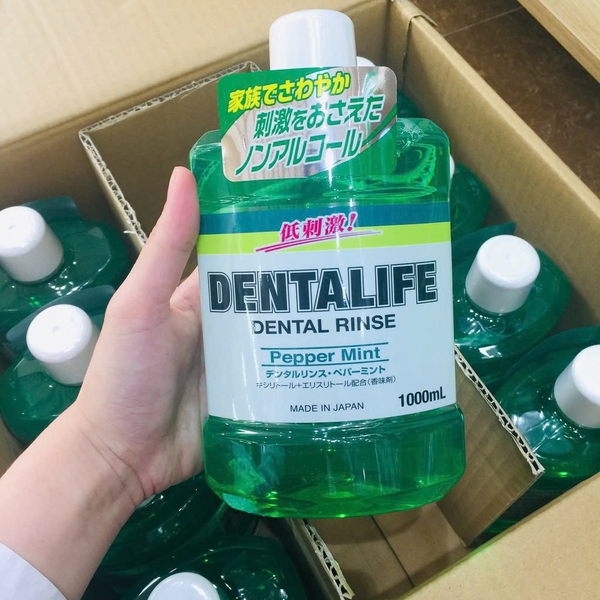 家族でさわやか
刺激をおさえた
ノンアルコール
低刺激!
DENTALIFE
DENTAL RINSE
Pepper Mint
デンタルリンス・ペパーミント
キシリトール+エリスリトール配合(香味剤)
MADE IN JAPAN
1000mL